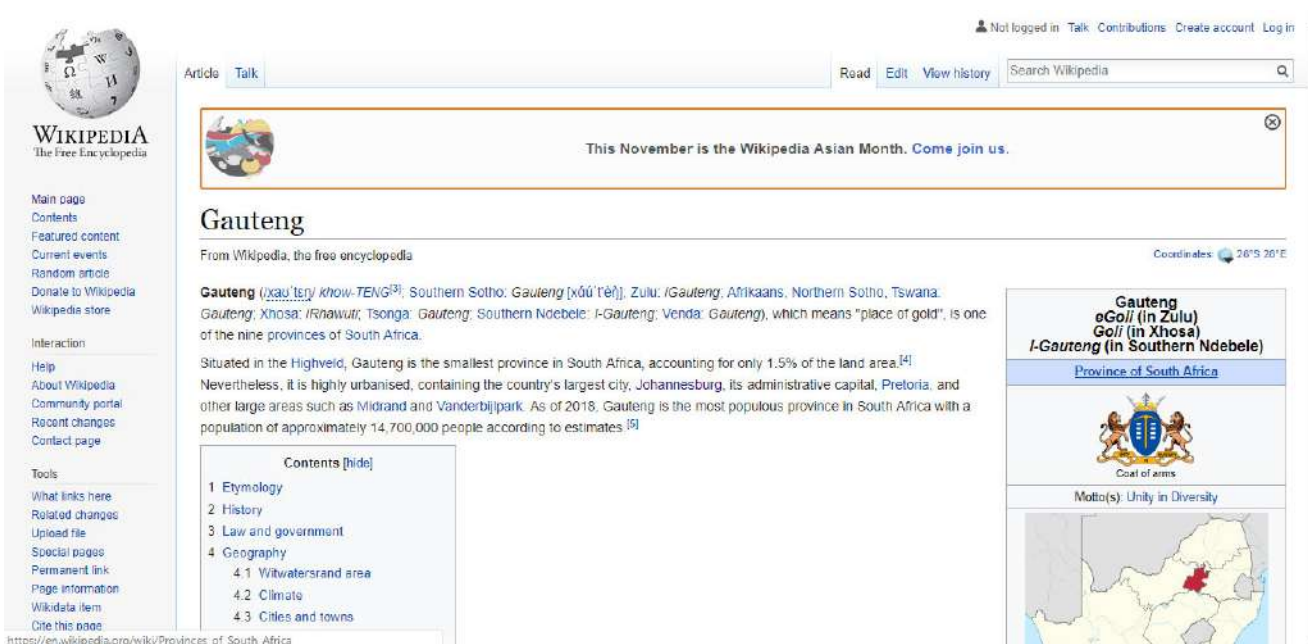 Not logged in Talk Contributions Create account Log in
WIKIPEDIA
The Free Encyclopedia
Article Talk
Read Edit View history Search Wikipedia
This November is the Wikipedia Asian Month. Come join us.
Main page
Contents
Featured content
Current events
Random article
Donate to Wikipedia
Wikipedia store
Interaction
Help
About Wikipedia
Community portal
Recent changes
Contact page
Tools
What links here
Related changes
Upload file
Special pages
Permanent link
Page information
Wikidata item
Cite this page
Gauteng
From Wikipedia, the free encyclopedia
Coordinates: 26°S 28°E
Gauteng (/xaʊˈtɛŋ/ khow-TENG[3]; Southern Sotho: Gauteng; Zulu: iGauteng; Afrikaans, Northern Sotho, Tswana:
Gauteng; Xhosa: iRhawuti; Tsonga: Gauteng; Southern Ndebele: I-Gauteng; Venda: Gauteng), which means "place of gold", is one
of the nine provinces of South Africa.
Situated in the Highveld, Gauteng is the smallest province in South Africa, accounting for only 1.5% of the land area.[4]
Nevertheless, it is highly urbanised, containing the country's largest city, Johannesburg, its administrative capital, Pretoria, and
other large areas such as Midrand and Vanderbijlpark. As of 2018, Gauteng is the most populous province in South Africa with a
population of approximately 14,700,000 people according to estimates.[5]
Contents [hide]
1 Etymology
2 History
3 Law and government
4 Geography
4.1 Witwatersrand area
4.2 Climate
4.3 Cities and towns
Gauteng
eGoli (in Zulu)
Goli (in Xhosa)
I-Gauteng (in Southern Ndebele)
Province of South Africa
Coat of arms
Motto(s): Unity in Diversity
https://en.wikipedia.org/wiki/Provinces_of_South_Africa